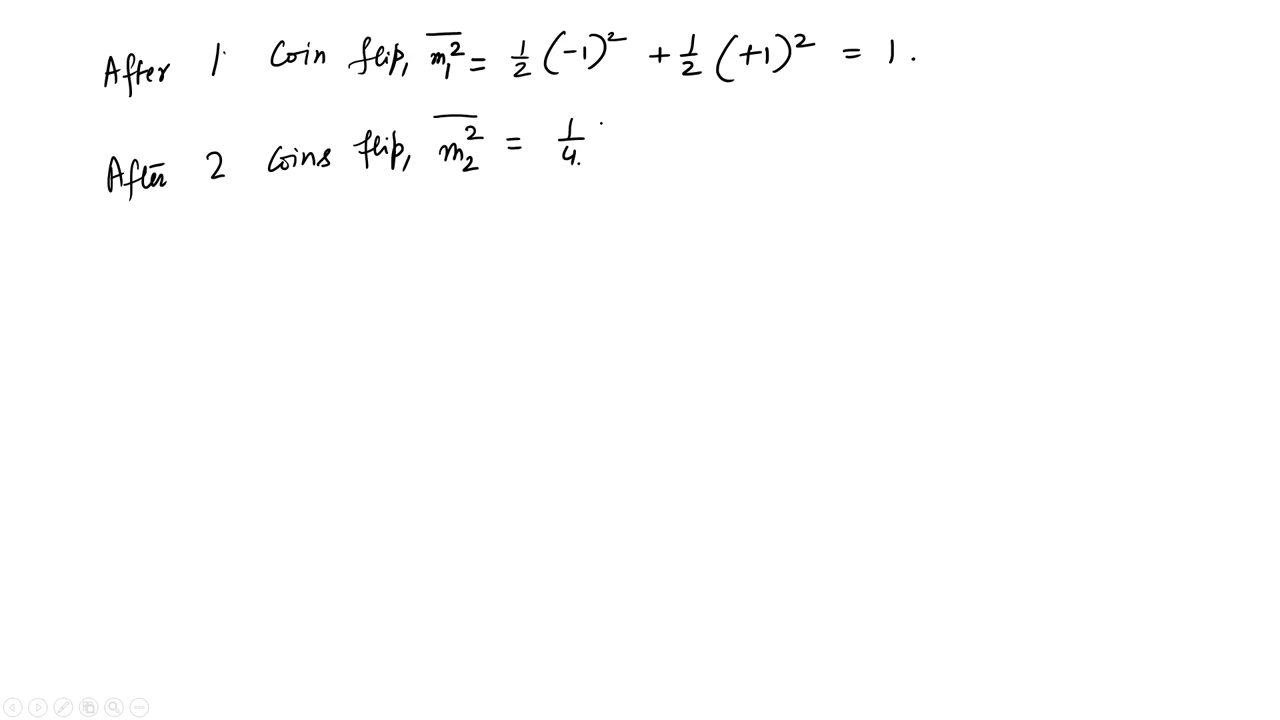 After 1 Coin flip, $\overline{m_1^2} = \frac{1}{2}(-1)^2 + \frac{1}{2}(+1)^2 = 1.$
After 2 Coins flip, $\overline{m_2^2} = \frac{1}{4}$